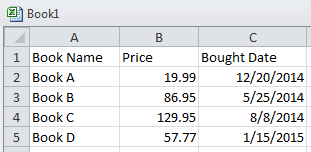 Book1
A B C
1 Book Name Price Bought Date
2 Book A 19.99 12/20/2014
3 Book B 86.95 5/25/2014
4 Book C 129.95 8/8/2014
5 Book D 57.77 1/15/2015